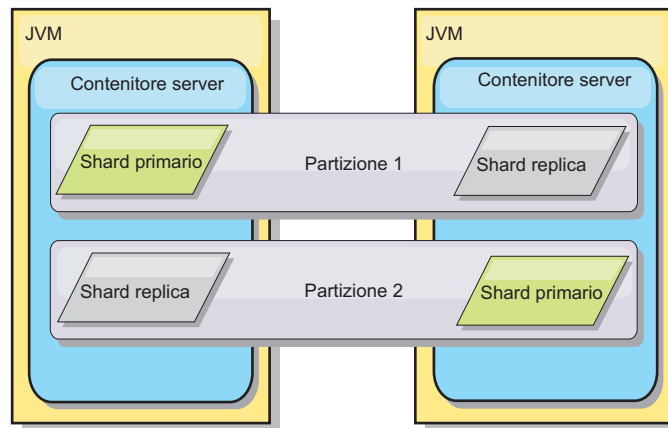 JVM
JVM
Contenitore server
Contenitore server
Shard primario
Partizione 1
Shard replica
Shard replica
Partizione 2
Shard primario